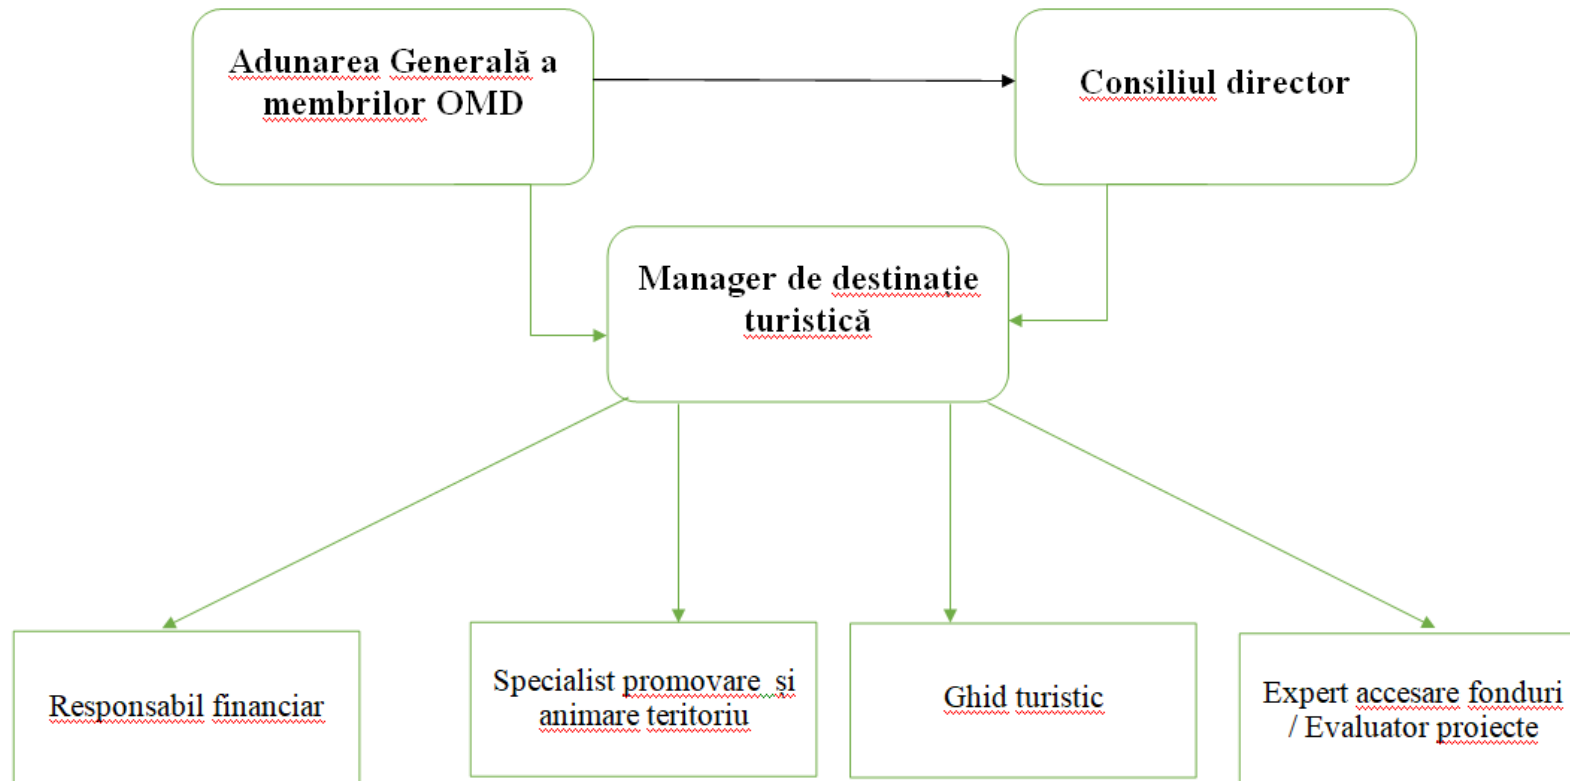 Adunarea Generală a
membrilor OMD
Consiliul director
Manager de destinație
turistică
Responsabil financiar
Specialist promovare și
animare teritoriu
Ghid turistic
Expert accesare fonduri
/ Evaluator proiecte